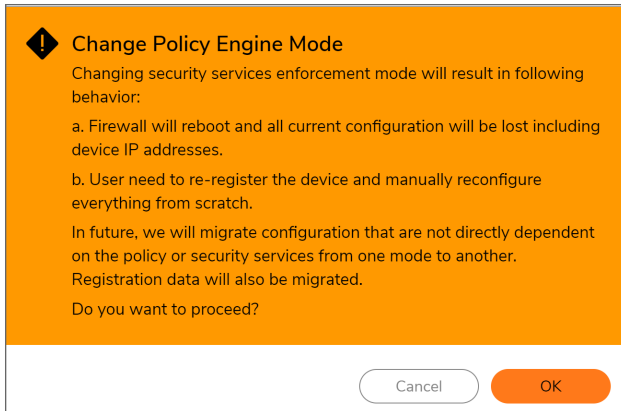 Change Policy Engine Mode
Changing security services enforcement mode will result in following
behavior:
a. Firewall will reboot and all current configuration will be lost including
device IP addresses.
b. User need to re-register the device and manually reconfigure
everything from scratch.
In future, we will migrate configuration that are not directly dependent
on the policy or security services from one mode to another.
Registration data will also be migrated.
Do you want to proceed?
Cancel
OK